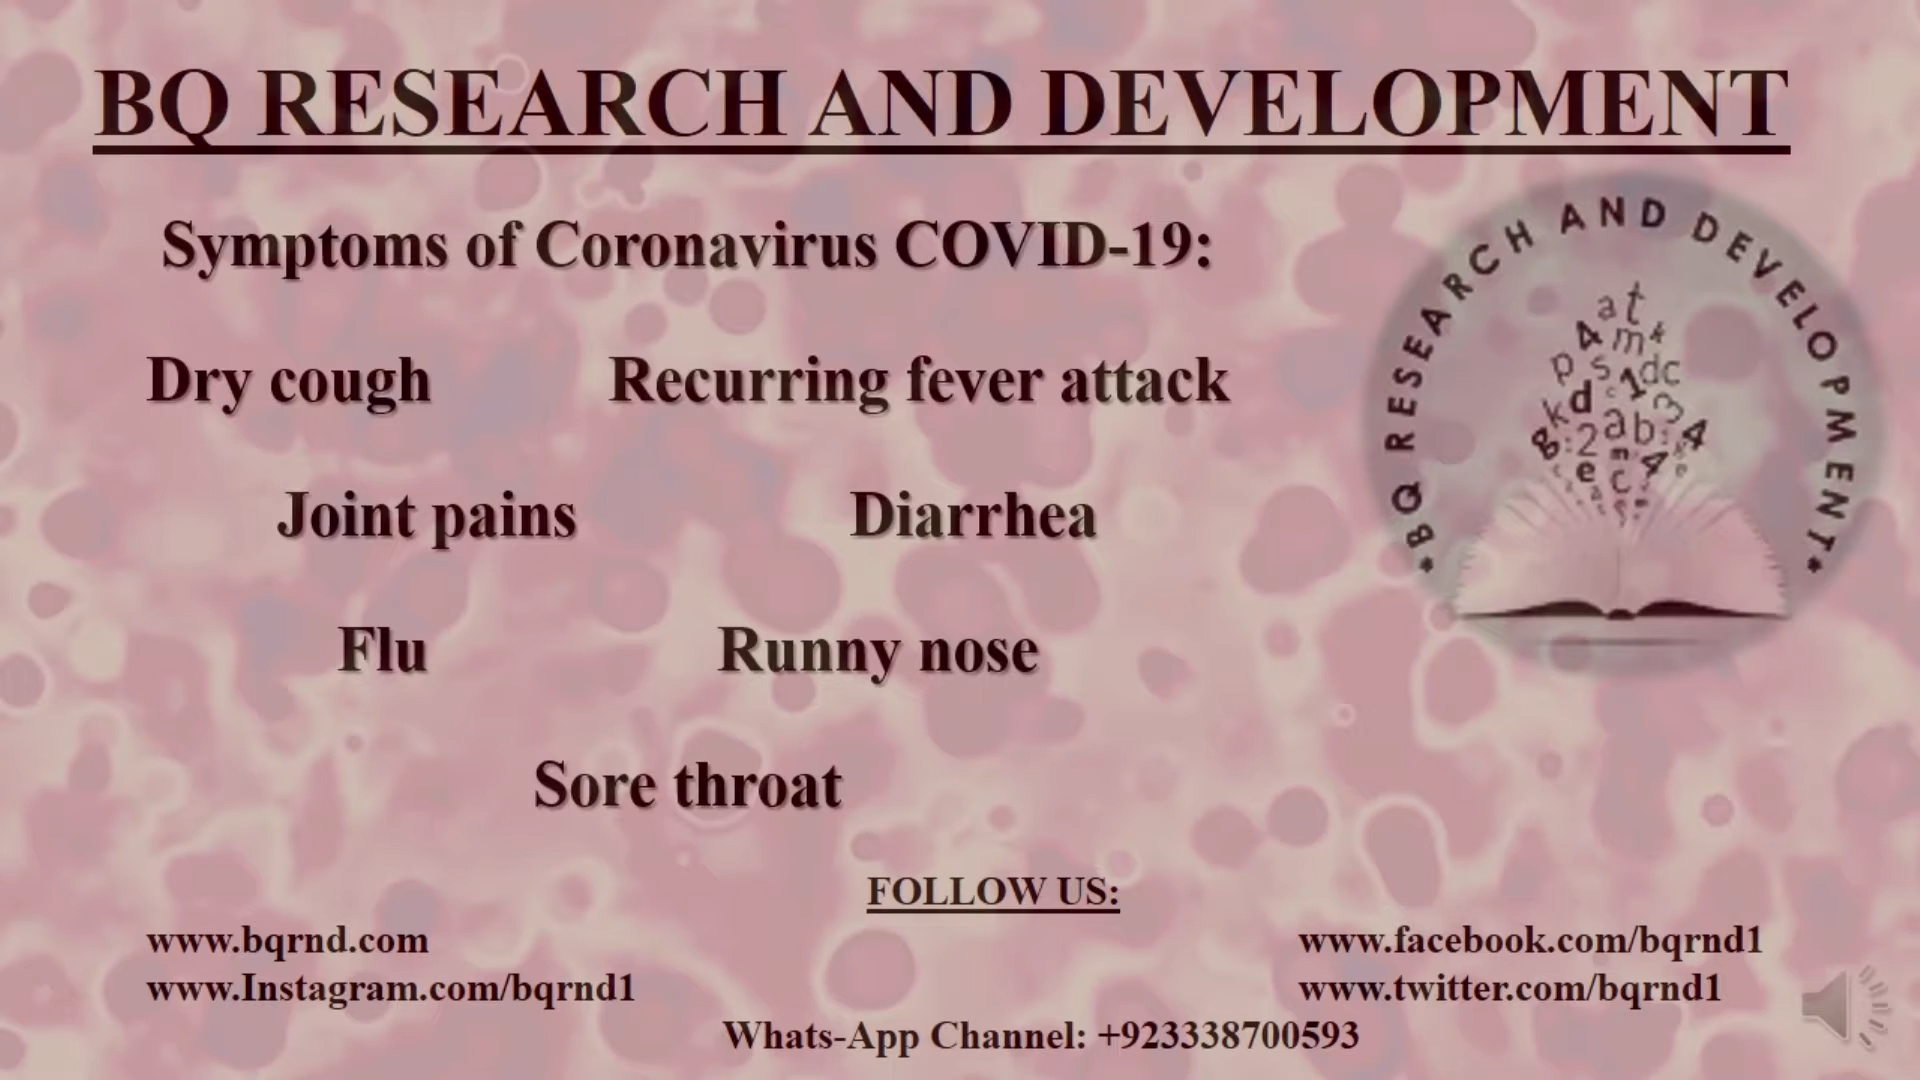 BQ RESEARCH AND DEVELOPMENT
Symptoms of Coronavirus COVID-19:
Dry cough Recurring fever attack
Joint pains Diarrhea
Flu Runny nose
Sore throat
BQ RESEARCH AND DEVELOPMENT
FOLLOW US:
www.bqrnd.com www.facebook.com/bqrnd1
www.Instagram.com/bqrnd1 www.twitter.com/bqrnd1
Whats-App Channel: +923338700593